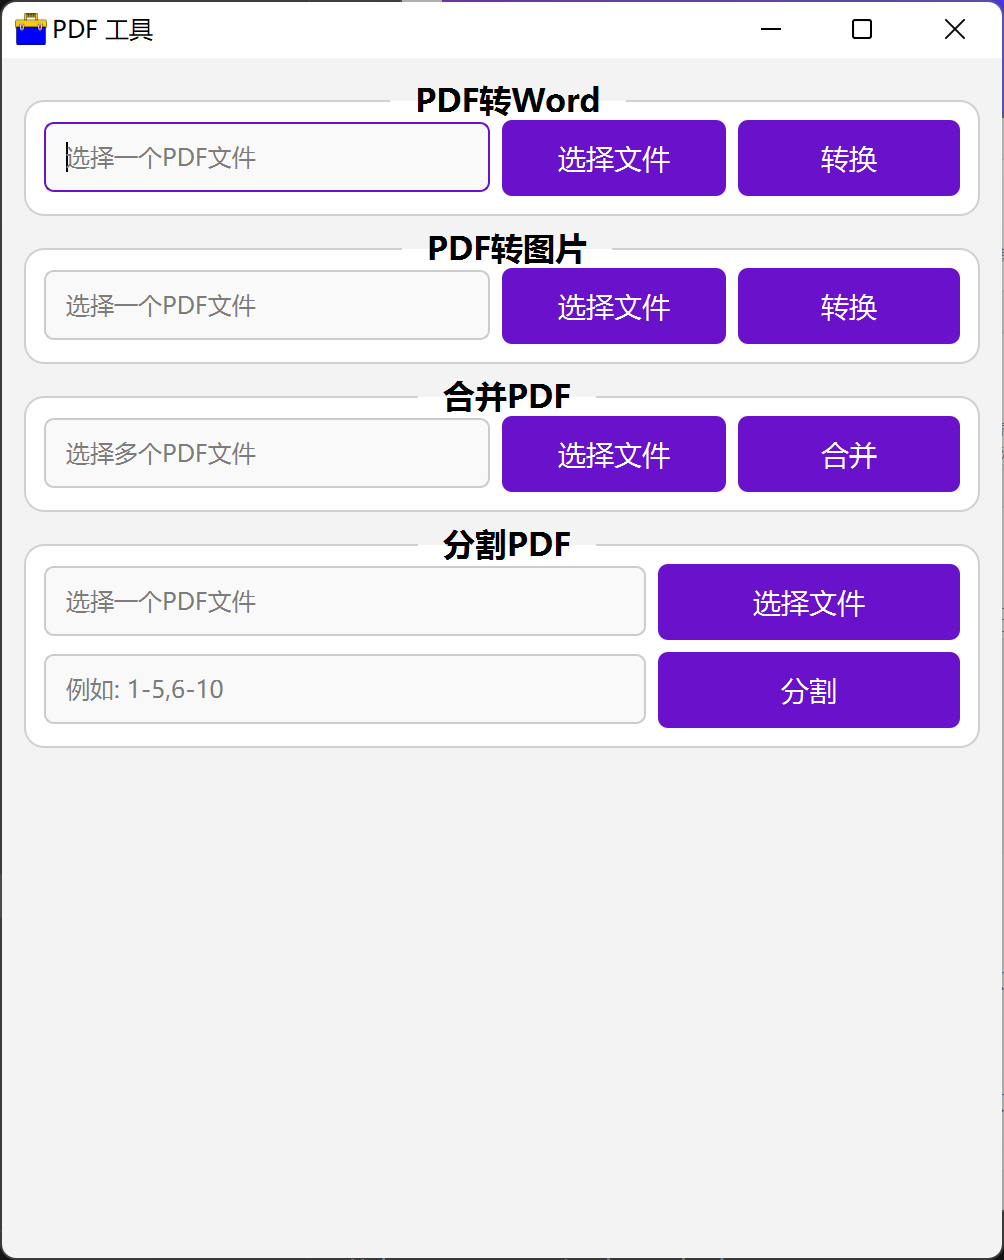 PDF 工具
PDF转Word
选择一个PDF文件 选择文件 转换
PDF转图片
选择一个PDF文件 选择文件 转换
合并PDF
选择多个PDF文件 选择文件 合并
分割PDF
选择一个PDF文件 选择文件
例如: 1-5,6-10 分割